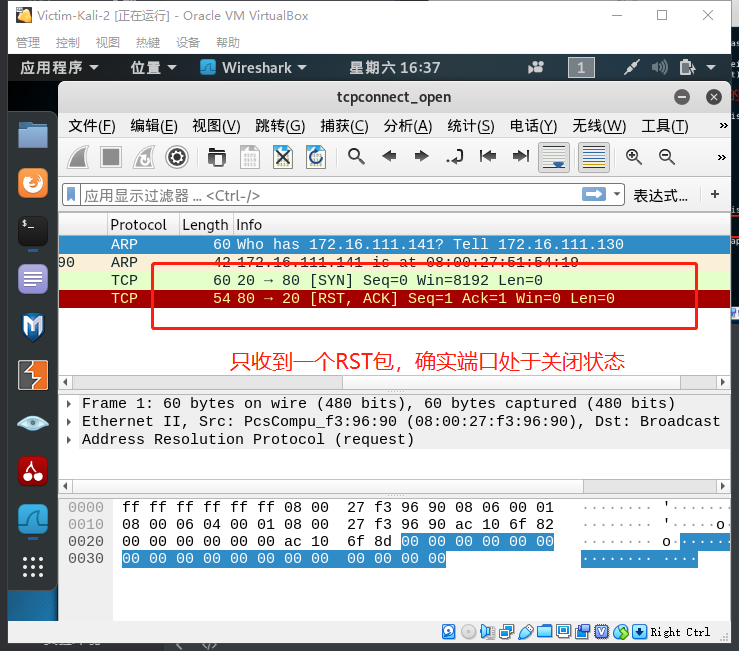 Victim-Kali-2 [正在运行] - Oracle VM VirtualBox
管理 控制 视图 热键 设备 帮助
应用程序 位置 Wireshark 星期六 16:37 1
tcpconnect_open
文件(F) 编辑(E) 视图(V) 跳转(G) 捕获(C) 分析(A) 统计(S) 电话(Y) 无线(W) 工具(T) »
»
应用显示过滤器 … <Ctrl-/> 表达式… +
Protocol Length Info
ARP 60 Who has 172.16.111.141? Tell 172.16.111.130
90 ARP 42 172.16.111.141 is at 08:00:27:51:54:19
TCP 60 20 → 80 [SYN] Seq=0 Win=8192 Len=0
TCP 54 80 → 20 [RST, ACK] Seq=1 Ack=1 Win=0 Len=0
只收到一个RST包，确实端口处于关闭状态
Frame 1: 60 bytes on wire (480 bits), 60 bytes captured (480 bits)
Ethernet II, Src: PcsCompu_f3:96:90 (08:00:27:f3:96:90), Dst: Broadcast
Address Resolution Protocol (request)
0000 ff ff ff ff ff ff 08 00 27 f3 96 90 08 06 00 01 ········ '·······
0010 08 00 06 04 00 01 08 00 27 f3 96 90 ac 10 6f 82 ········ '·····o·
0020 00 00 00 00 00 00 ac 10 6f 8d 00 00 00 00 00 00 ········ o·······
0030 00 00 00 00 00 00 00 00 00 00 00 00 ········ ····
Right Ctrl